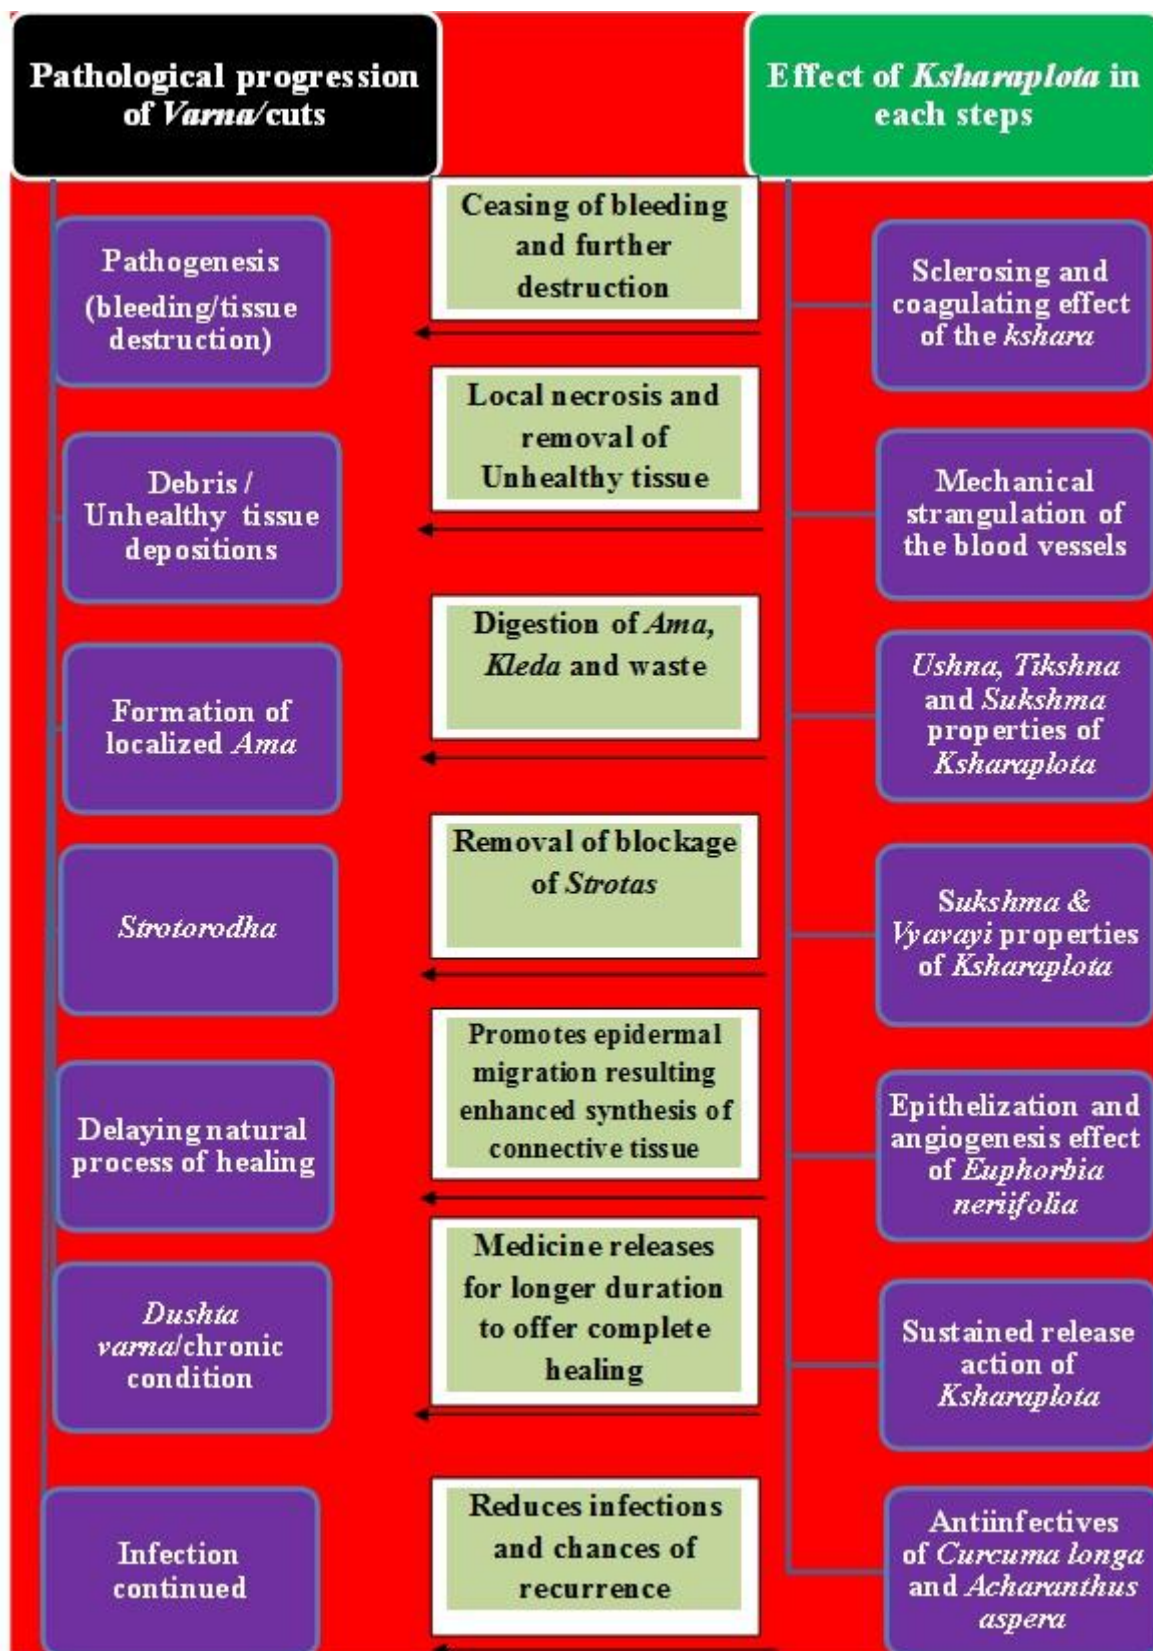 Pathological progression
of Varna/cuts
Effect of Ksharaplota in
each steps
Pathogenesis
(bleeding/tissue
destruction)
Ceasing of bleeding
and further
destruction
Sclerosing and
coagulating effect
of the kshara
Debris /
Unhealthy tissue
depositions
Local necrosis and
removal of
Unhealthy tissue
Mechanical
strangulation of
the blood vessels
Formation of
localized Ama
Digestion of Ama,
Kleda and waste
Ushna, Tikshna
and Sukshma
properties of
Ksharaplota
Strotorodha
Removal of blockage
of Strotas
Sukshma &
Vyavayi properties
of Ksharaplota
Delaying natural
process of healing
Promotes epidermal
migration resulting
enhanced synthesis of
connective tissue
Epithelization and
angiogenesis effect
of Euphorbia
neriifolia
Dushta
varna/chronic
condition
Medicine releases
for longer duration
to offer complete
healing
Sustained release
action of
Ksharaplota
Infection
continued
Reduces infections
and chances of
recurrence
Antiinfectives
of Curcuma longa
and Acharanthus
aspera